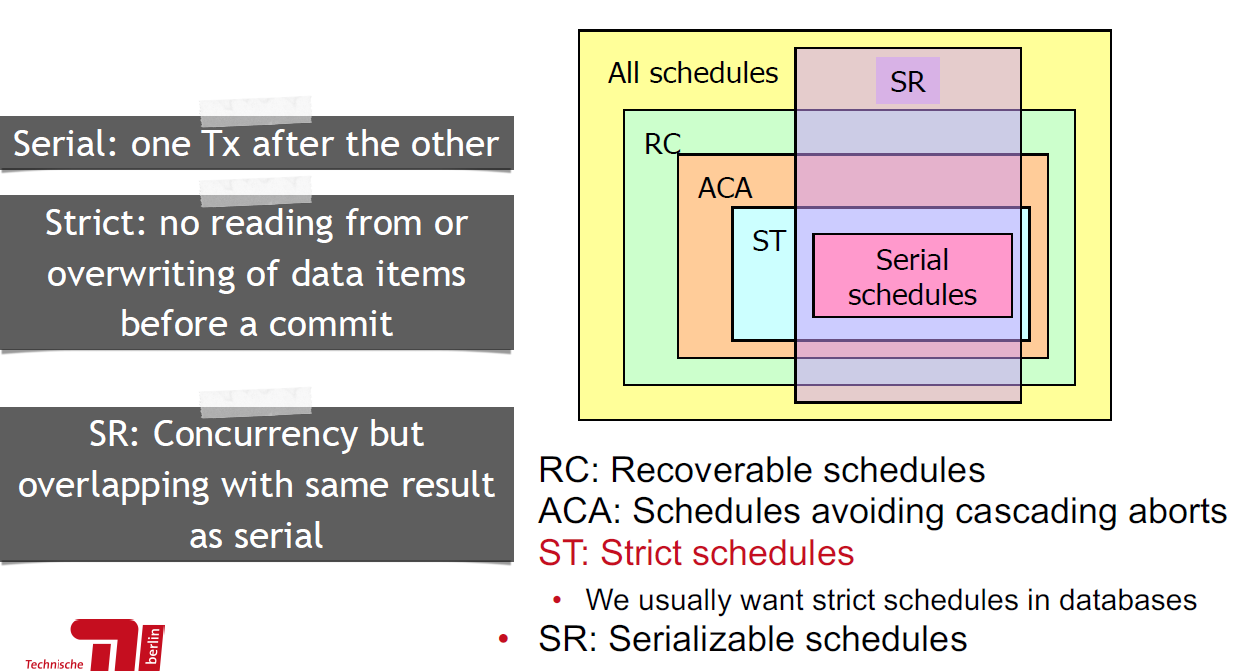 Serial: one Tx after the other
Strict: no reading from or
overwriting of data items
before a commit
SR: Concurrency but
overlapping with same result
as serial
All schedules
SR
RC
ACA
ST
Serial
schedules
RC: Recoverable schedules
ACA: Schedules avoiding cascading aborts
ST: Strict schedules
• We usually want strict schedules in databases
• SR: Serializable schedules
Technische
berlin